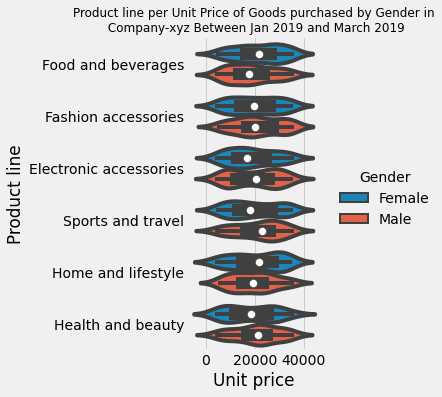 Product line per Unit Price of Goods purchased by Gender in
Company-xyz Between Jan 2019 and March 2019
Product line
Food and beverages
Fashion accessories
Electronic accessories
Sports and travel
Home and lifestyle
Health and beauty
Gender
Female
Male
0 20000 40000
Unit price